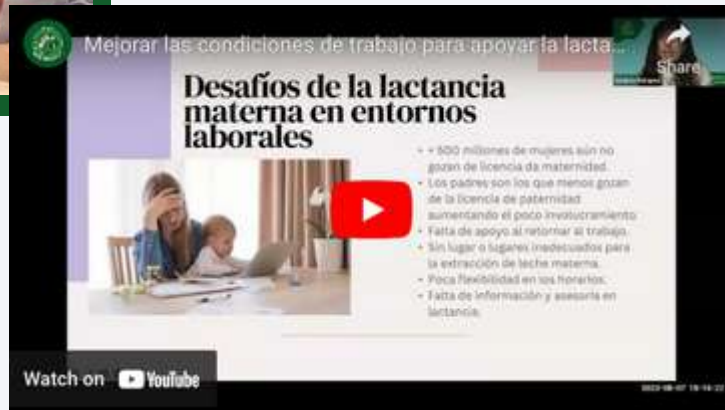 Mejorar las condiciones de trabajo para apoyar la lacta...
Share
Desafíos de la lactancia
materna en entornos
laborales
• + 500 millones de mujeres aún no
gozan de licencia da maternidad.
• Los padres son los que menos gozan
de la licencia de paternidad
aumentando el poco involucramiento
• Falta de apoyo al retornar al trabajo.
• Sin lugar o lugares inadecuados para
la extracción de leche materna.
• Poca flexibilidad en los horarios.
• Falta de información y asesoría en
lactancia.
Watch on YouTube